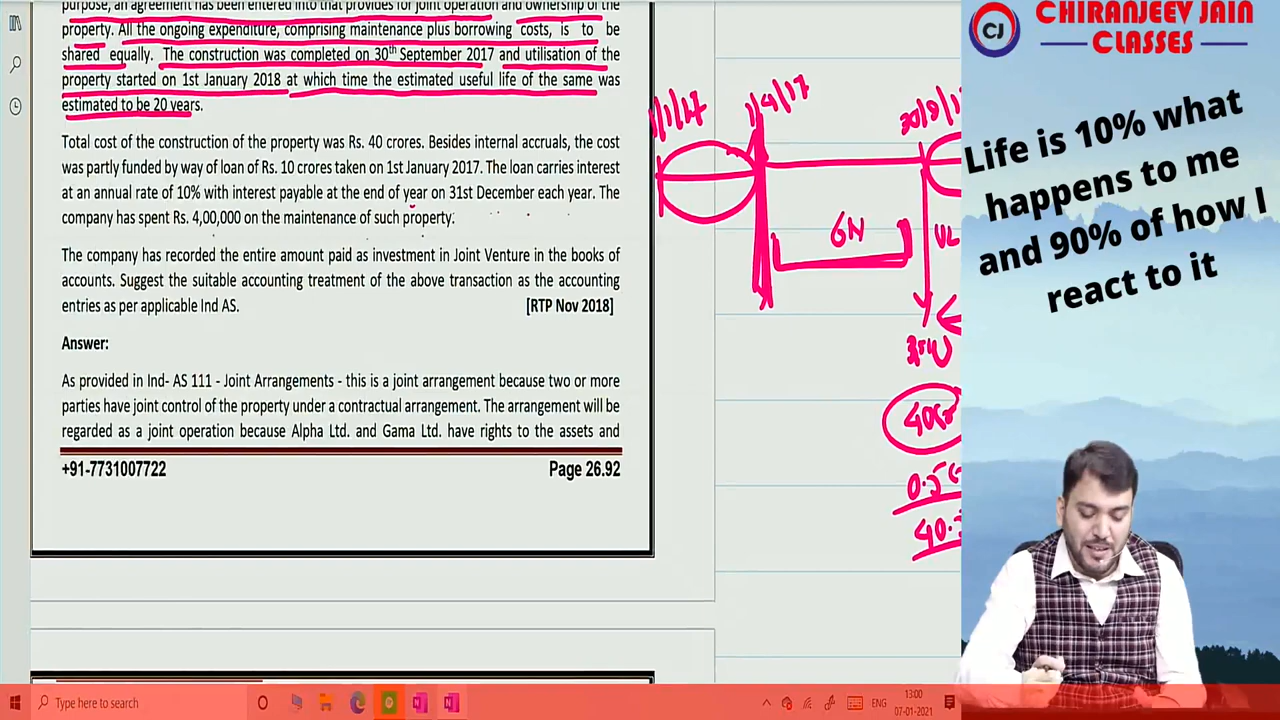 purpose, an agreement has been entered into that provides for joint operation and ownership of the
property. All the ongoing expenditure, comprising maintenance plus borrowing costs, is to be
shared equally. The construction was completed on 30th September 2017 and utilisation of the
property started on 1st January 2018 at which time the estimated useful life of the same was
estimated to be 20 years.
Total cost of the construction of the property was Rs. 40 crores. Besides internal accruals, the cost
was partly funded by way of loan of Rs. 10 crores taken on 1st January 2017. The loan carries interest
at an annual rate of 10% with interest payable at the end of year on 31st December each year. The
company has spent Rs. 4,00,000 on the maintenance of such property.
The company has recorded the entire amount paid as investment in Joint Venture in the books of
accounts. Suggest the suitable accounting treatment of the above transaction as the accounting
entries as per applicable Ind AS. [RTP Nov 2018]
Answer:
As provided in Ind- AS 111 - Joint Arrangements - this is a joint arrangement because two or more
parties have joint control of the property under a contractual arrangement. The arrangement will be
regarded as a joint operation because Alpha Ltd. and Gama Ltd. have rights to the assets and
+91-7731007722 Page 26.92
1/4/17
6M
CJ
CHIRANJEEV JAIN
CLASSES
Life is 10% what
happens to me
and 90% of how I
react to it
Type here to search
ENG
13:00
07-01-2021